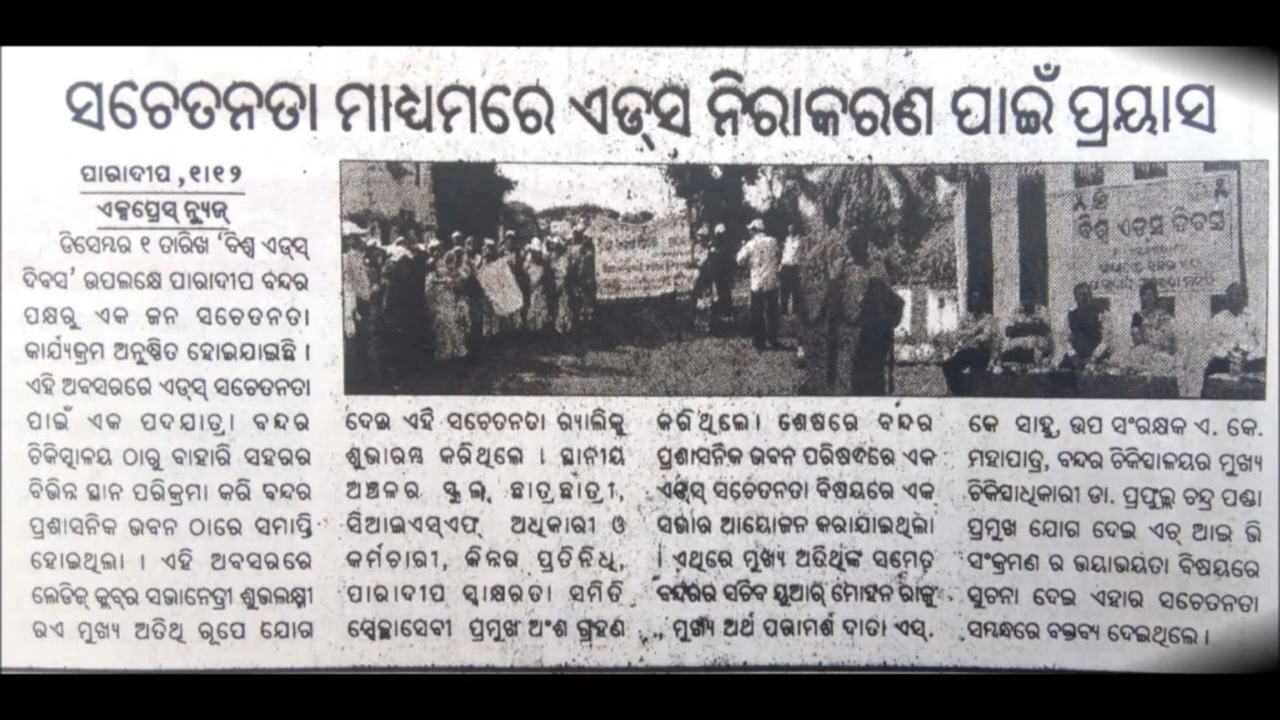 ସଚେତନତା ମାଧ୍ୟମରେ ଏଡ୍‌ସ ନିରାକରଣ ପାଇଁ ପ୍ରୟାସ
ପାରାଦୀପ ,୧।୧୨
ଏକ୍ସପ୍ରେସ୍ ନ୍ୟୁଜ୍
ଡିସେମ୍ବର ୧ ତାରିଖ ‘ବିଶ୍ୱ ଏଡ୍‌ସ୍
ଦିବସ’ ଉପଲକ୍ଷେ ପାରାଦୀପ ବନ୍ଦର
ପକ୍ଷରୁ ଏକ ଜନ ସଚେତନତା
କାର୍ଯ୍ୟକ୍ରମ ଅନୁଷ୍ଠିତ ହୋଇଯାଇଛି ।
ଏହି ଅବସରରେ ଏଡ୍‌ସ୍ ସଚେତନତା
ପାଇଁ ଏକ ପଦଯାତ୍ରା ବନ୍ଦର
ଚିକିତ୍ସାଳୟ ଠାରୁ ବାହାରି ସହରର
ବିଭିନ୍ନ ସ୍ଥାନ ପରିକ୍ରମା କରି ବନ୍ଦର
ପ୍ରଶାସନିକ ଭବନ ଠାରେ ସମାପ୍ତି
ହୋଇଥିଲା । ଏହି ଅବସରରେ
ଲେଡିଜ୍ କ୍ଲବ୍‌ର ସଭାନେତ୍ରୀ ଶୁଭଲକ୍ଷ୍ମୀ
ଭଏ ମୁଖ୍ୟ ଅତିଥି ରୂପେ ଯୋଗ
ବିଶ୍ୱ ଏଡସ୍ ଦିବସ
ଦେଇ ଏହି ସଚେତନତା ର‌୍ୟାଲିକୁ
ଶୁଭାରମ୍ଭ କରିଥିଲେ । ସ୍ଥାନୀୟ
ଅଞ୍ଚଳର ସ୍କୁଲ୍ ଛାତ୍ରଛାତ୍ରୀ,
ସିଆଇଏସ୍‌ଏଫ୍ ଅଧିକାରୀ ଓ
କର୍ମଚାରୀ, କିନ୍ନର ପ୍ରତିନିଧି,
ପାରାଦୀପ ସ୍ୱାକ୍ଷରତା ସମିତି
ସ୍ୱେଚ୍ଛାସେବୀ ପ୍ରମୁଖ ଅଂଶ ଗ୍ରହଣ
କରିଥିଲେ। ଶେଷରେ ବନ୍ଦର
ପ୍ରଶାସନିକ ଭବନ ପରିଷଦରେ ଏକ
ଏଡ୍‌ସ୍ ସଚେତନତା ବିଷୟରେ ଏକ
ସଭାର ଆୟୋଜନ କରାଯାଇଥିଲା
। ଏଥିରେ ମୁଖ୍ୟ ଅତିଥିଙ୍କ ସମେତ
ବନ୍ଦରର ସଚିବ ୟୁଆର୍ ମୋହନ ରାଜୁ
ମୁଖ୍ୟ ଅର୍ଥ ପରାମର୍ଶ ଦାତା ଏସ୍.
କେ ସାହୁ, ଉପ ସଂରକ୍ଷକ ଏ. କେ.
ମହାପାତ୍ର, ବନ୍ଦର ଚିକିତ୍ସାଳୟର ମୁଖ୍ୟ
ଚିକିତ୍ସାଧିକାରୀ ଡା. ପ୍ରଫୁଲ୍ଲ ଚନ୍ଦ୍ର ପଣ୍ଡା
ପ୍ରମୁଖ ଯୋଗ ଦେଇ ଏଚ୍ ଆଇ ଭି
ସଂକ୍ରମଣ ର ଭୟାଭୟତା ବିଷୟରେ
ସୁଚନା ଦେଇ ଏହାର ସଚେତନତା
ସମ୍ବନ୍ଧରେ ବକ୍ତବ୍ୟ ଦେଇଥିଲେ ।